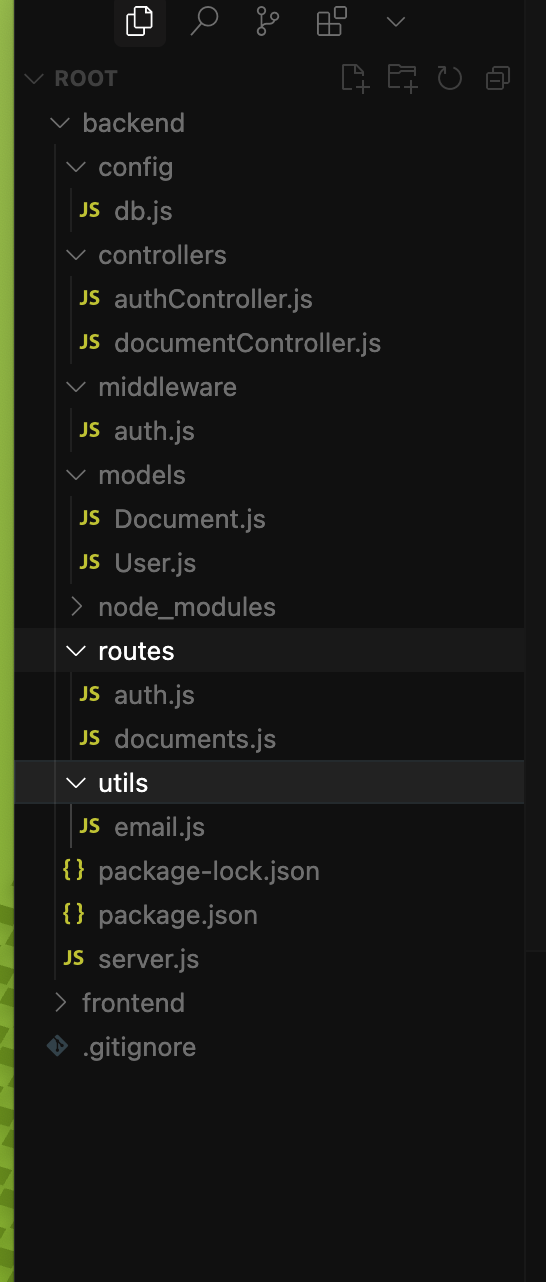 ROOT
backend
config
JS db.js
controllers
JS authController.js
JS documentController.js
middleware
JS auth.js
models
JS Document.js
JS User.js
node_modules
routes
JS auth.js
JS documents.js
utils
JS email.js
{} package-lock.json
{} package.json
JS server.js
frontend
.gitignore